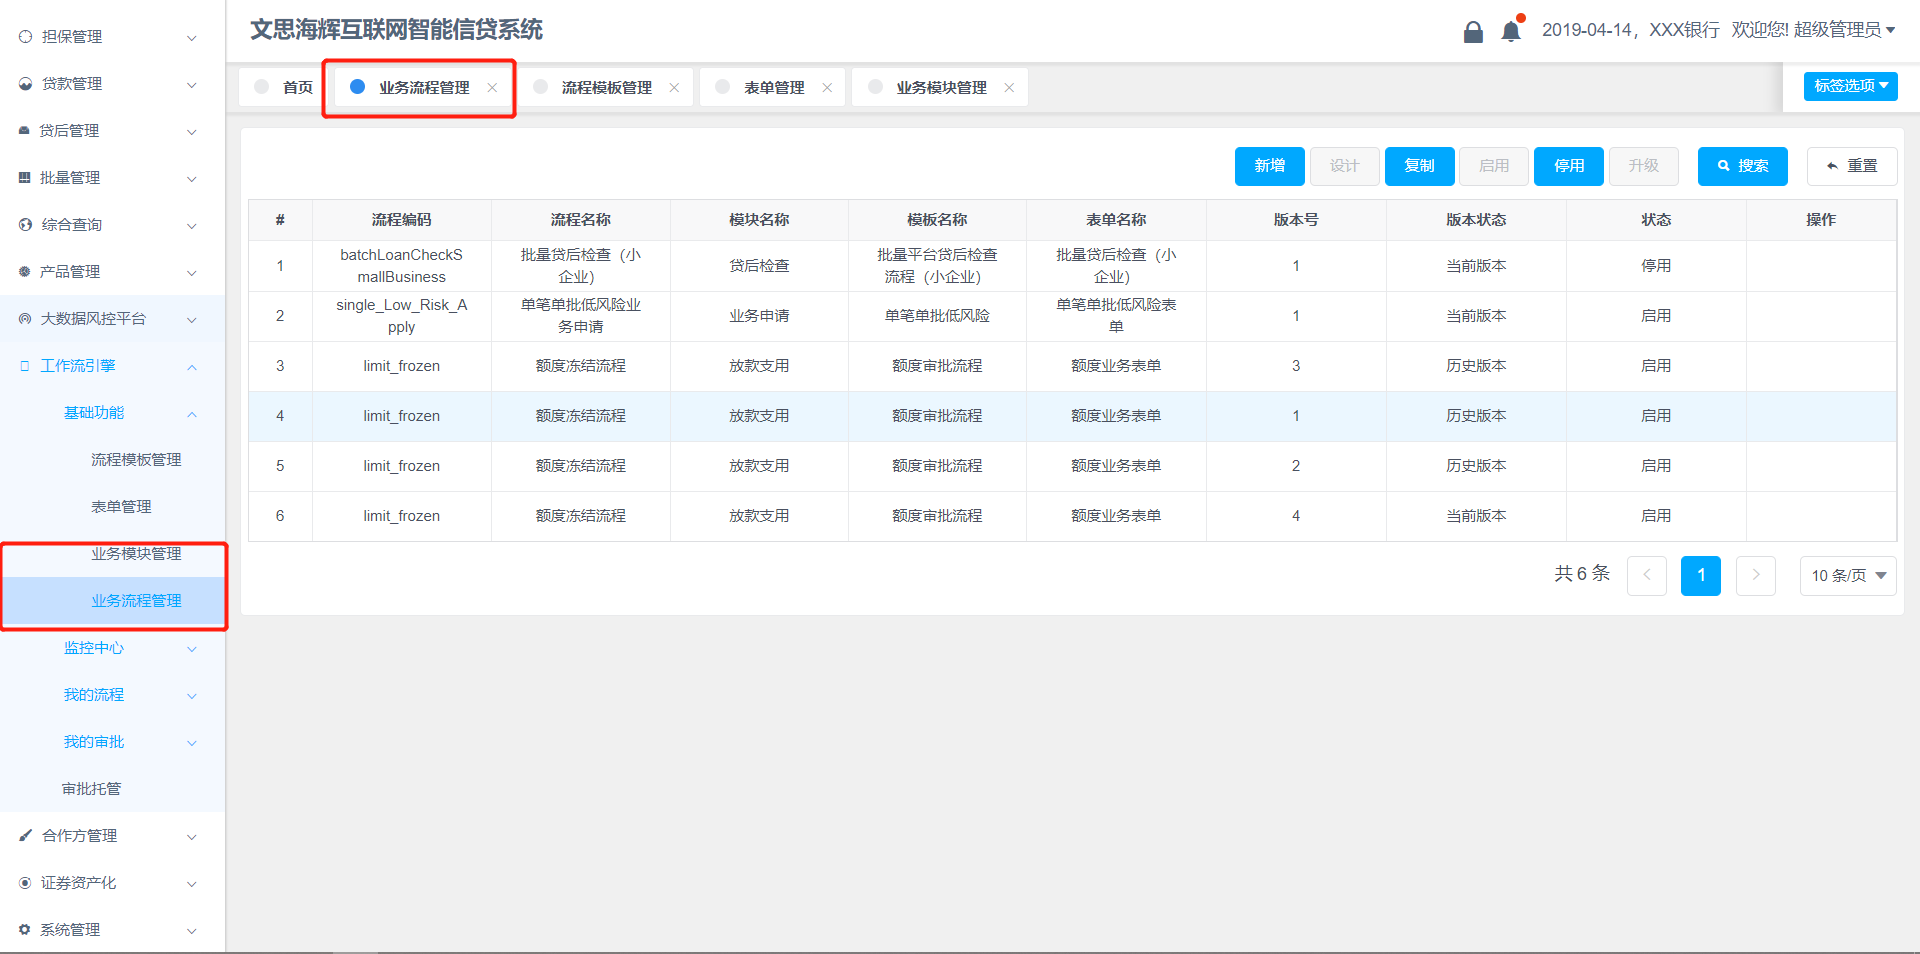 文思海辉互联网智能信贷系统
2019-04-14，XXX银行 欢迎您! 超级管理员
首页
业务流程管理
流程模板管理
表单管理
业务模块管理
标签选项
担保管理
贷款管理
贷后管理
批量管理
综合查询
产品管理
大数据风控平台
工作流引擎
基础功能
流程模板管理
表单管理
业务模块管理
业务流程管理
监控中心
我的流程
我的审批
审批托管
合作方管理
证券资产化
系统管理
新增 设计 复制 启用 停用 升级 搜索 重置
# 流程编码 流程名称 模块名称 模板名称 表单名称 版本号 版本状态 状态 操作
1 batchLoanCheckS 批量贷后检查（小 贷后检查 批量平台贷后检查 批量贷后检查（小 1 当前版本 停用
mallBusiness 企业） 流程（小企业） 企业）
2 single_Low_Risk_A 单笔单批低风险业 业务申请 单笔单批低风险 单笔单批低风险表 1 当前版本 启用
pply 务申请 单
3 limit_frozen 额度冻结流程 放款支用 额度审批流程 额度业务表单 3 历史版本 启用
4 limit_frozen 额度冻结流程 放款支用 额度审批流程 额度业务表单 1 历史版本 启用
5 limit_frozen 额度冻结流程 放款支用 额度审批流程 额度业务表单 2 历史版本 启用
6 limit_frozen 额度冻结流程 放款支用 额度审批流程 额度业务表单 4 当前版本 启用
共 6 条 1 10 条/页